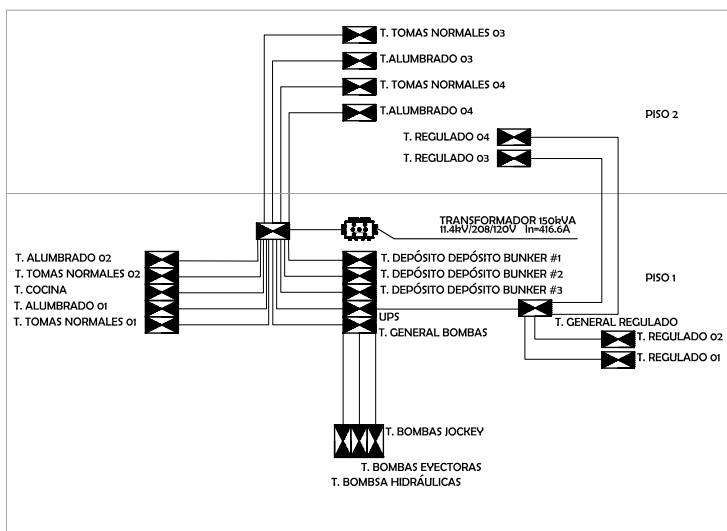 T. TOMAS NORMALES 03
T.ALUMBRADO 03
T. TOMAS NORMALES 04
T.ALUMBRADO 04
PISO 2
T. REGULADO 04
T. REGULADO 03
TRANSFORMADOR 150kVA
11.4kV/208/120V In=416.6A
T. ALUMBRADO 02
T. TOMAS NORMALES 02
T. COCINA
T. ALUMBRADO 01
T. TOMAS NORMALES 01
T. DEPÓSITO DEPÓSITO BUNKER #1
T. DEPÓSITO DEPÓSITO BUNKER #2
T. DEPÓSITO DEPÓSITO BUNKER #3
UPS
T. GENERAL BOMBAS
PISO 1
T. GENERAL REGULADO
T. REGULADO 02
T. REGULADO 01
T. BOMBAS JOCKEY
T. BOMBAS EYECTORAS
T. BOMBSA HIDRÁULICAS